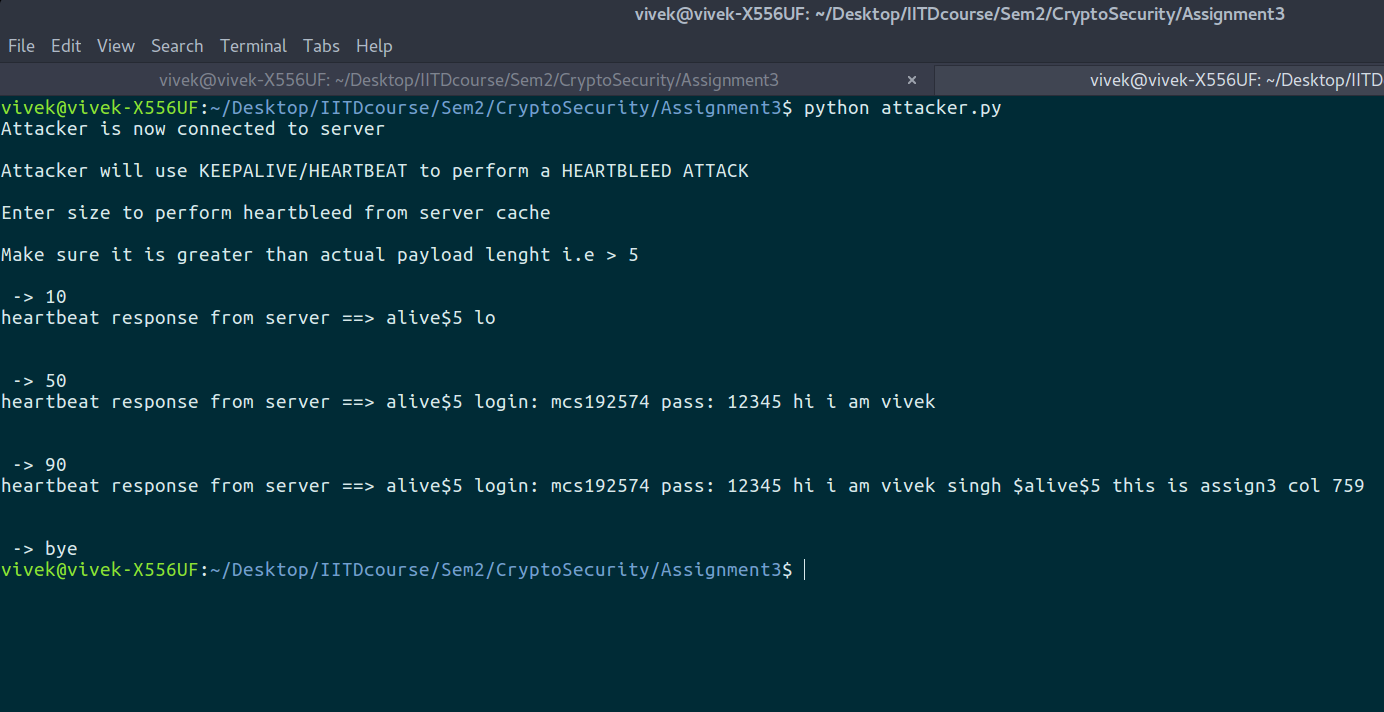 vivek@vivek-X556UF: ~/Desktop/IITDcourse/Sem2/CryptoSecurity/Assignment3
File Edit View Search Terminal Tabs Help
vivek@vivek-X556UF: ~/Desktop/IITDcourse/Sem2/CryptoSecurity/Assignment3 × vivek@vivek-X556UF: ~/Desktop/IITD
vivek@vivek-X556UF:~/Desktop/IITDcourse/Sem2/CryptoSecurity/Assignment3$ python attacker.py
Attacker is now connected to server
Attacker will use KEEPALIVE/HEARTBEAT to perform a HEARTBLEED ATTACK
Enter size to perform heartbleed from server cache
Make sure it is greater than actual payload lenght i.e > 5
-> 10
heartbeat response from server ==> alive$5 lo
-> 50
heartbeat response from server ==> alive$5 login: mcs192574 pass: 12345 hi i am vivek
-> 90
heartbeat response from server ==> alive$5 login: mcs192574 pass: 12345 hi i am vivek singh $alive$5 this is assign3 col 759
-> bye
vivek@vivek-X556UF:~/Desktop/IITDcourse/Sem2/CryptoSecurity/Assignment3$